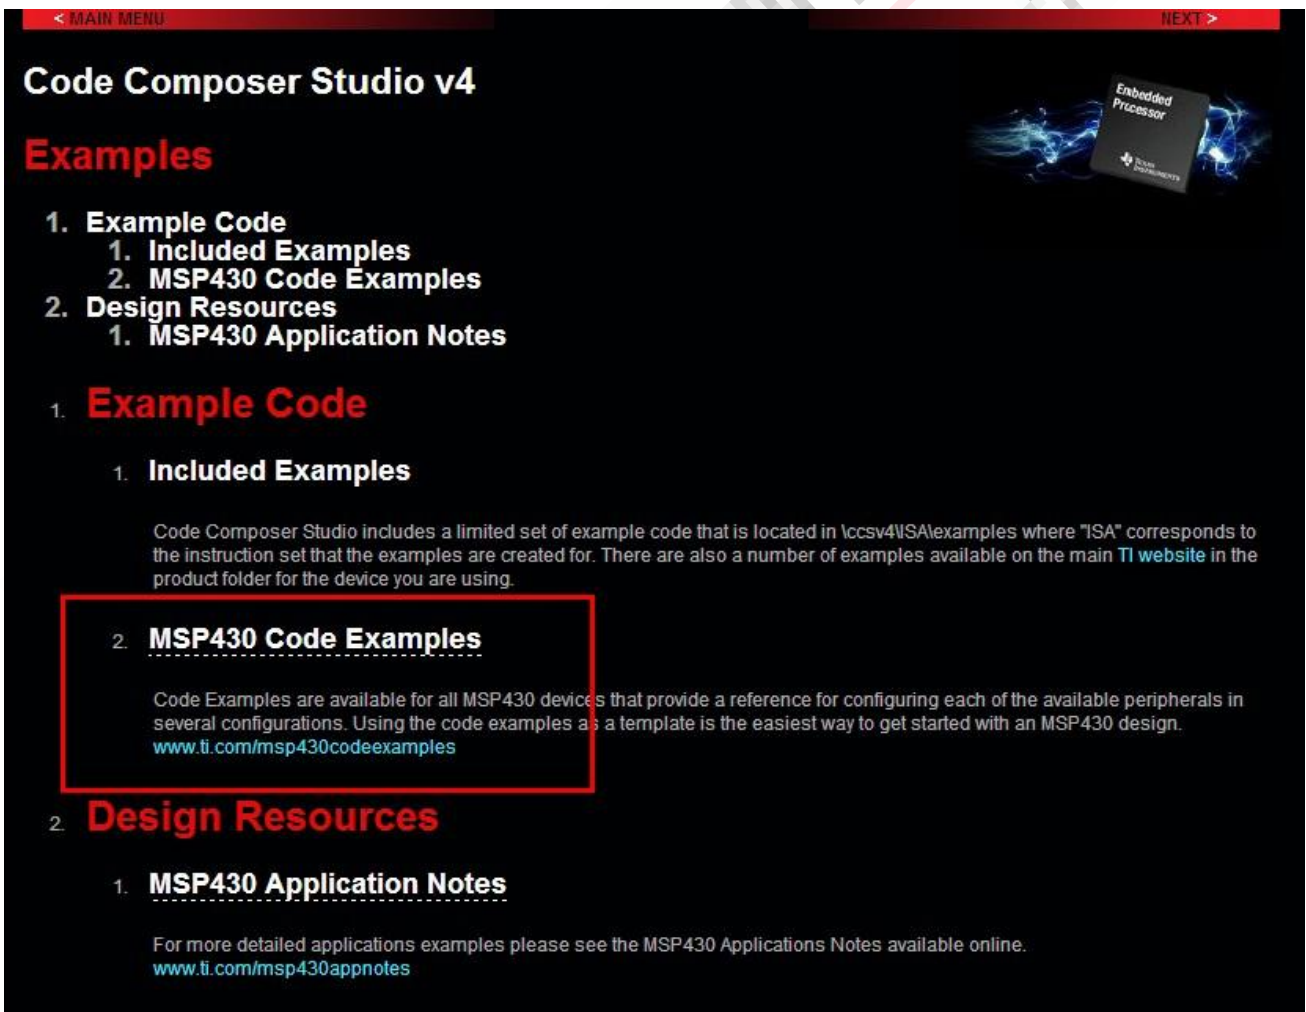 < MAIN MENU
NEXT >
Code Composer Studio v4
Embedded
Processor
TEXAS
INSTRUMENTS
Examples
1. Example Code
1. Included Examples
2. MSP430 Code Examples
2. Design Resources
1. MSP430 Application Notes
1. Example Code
1. Included Examples
Code Composer Studio includes a limited set of example code that is located in \ccsv4\ISA\examples where "ISA" corresponds to
the instruction set that the examples are created for. There are also a number of examples available on the main TI website in the
product folder for the device you are using.
2. MSP430 Code Examples
Code Examples are available for all MSP430 devices that provide a reference for configuring each of the available peripherals in
several configurations. Using the code examples as a template is the easiest way to get started with an MSP430 design.
www.ti.com/msp430codeexamples
2. Design Resources
1. MSP430 Application Notes
For more detailed applications examples please see the MSP430 Applications Notes available online.
www.ti.com/msp430appnotes